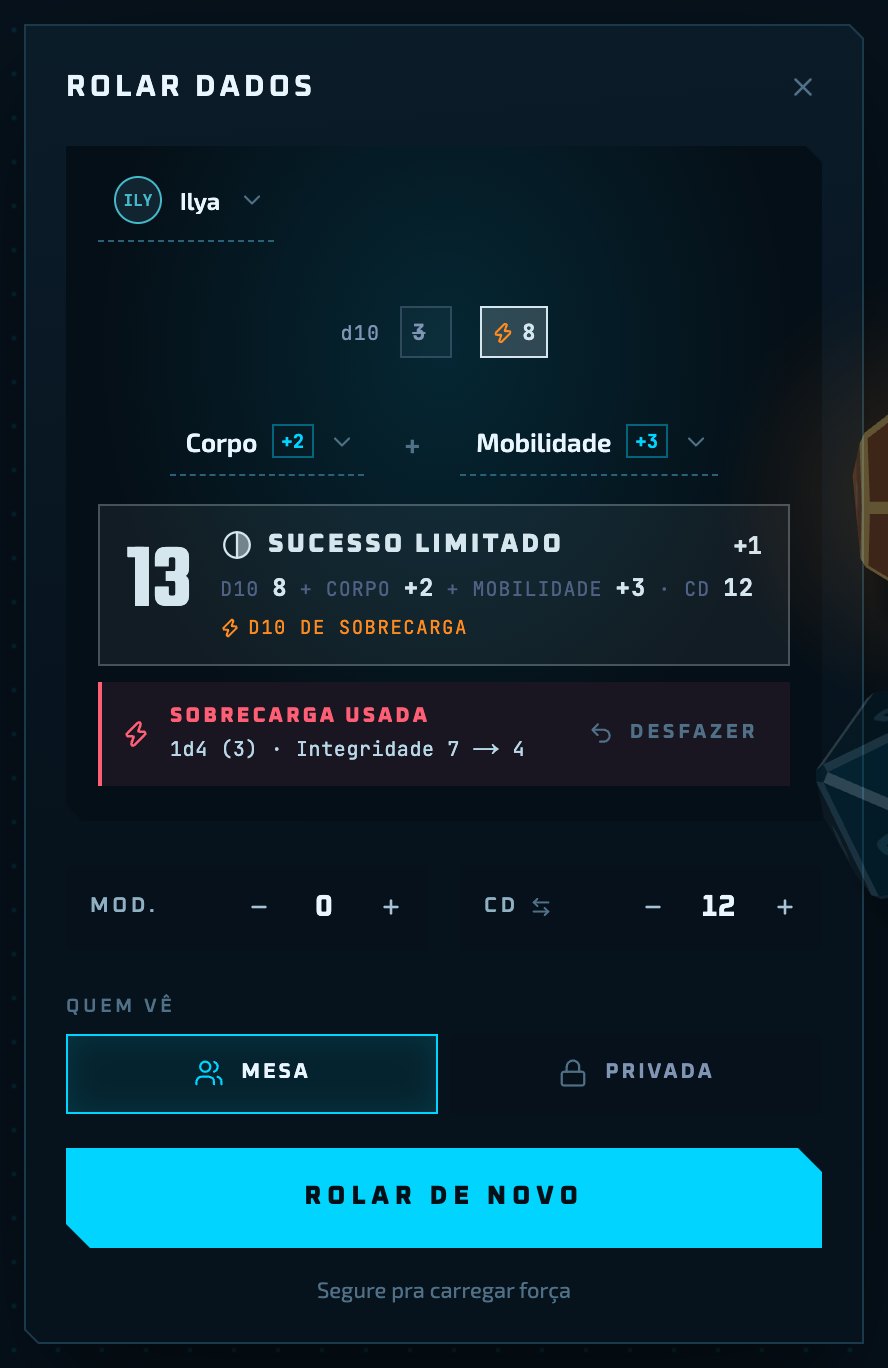 ROLAR DADOS
ILY Ilya
d10 3 8
Corpo +2 + Mobilidade +3
13 SUCESSO LIMITADO +1
D10 8 + CORPO +2 + MOBILIDADE +3 · CD 12
D10 DE SOBRECARGA
SOBRECARGA USADA
1d4 (3) · Integridade 7 → 4
DESFAZER
MOD. − 0 + CD − 12 +
QUEM VÊ
MESA PRIVADA
ROLAR DE NOVO
Segure pra carregar força